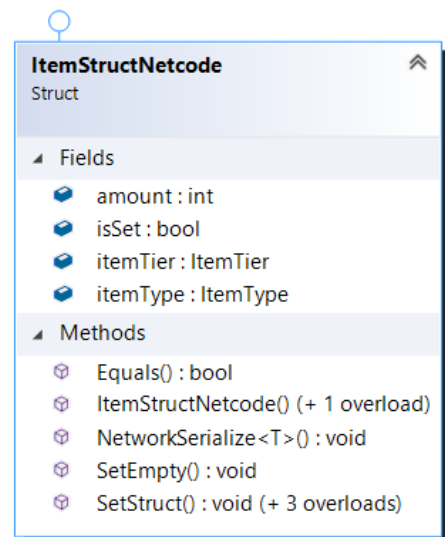 ItemStructNetcode
Struct
Fields
amount : int
isSet : bool
itemTier : ItemTier
itemType : ItemType
Methods
Equals() : bool
ItemStructNetcode() (+ 1 overload)
NetworkSerialize<T>() : void
SetEmpty() : void
SetStruct() : void (+ 3 overloads)